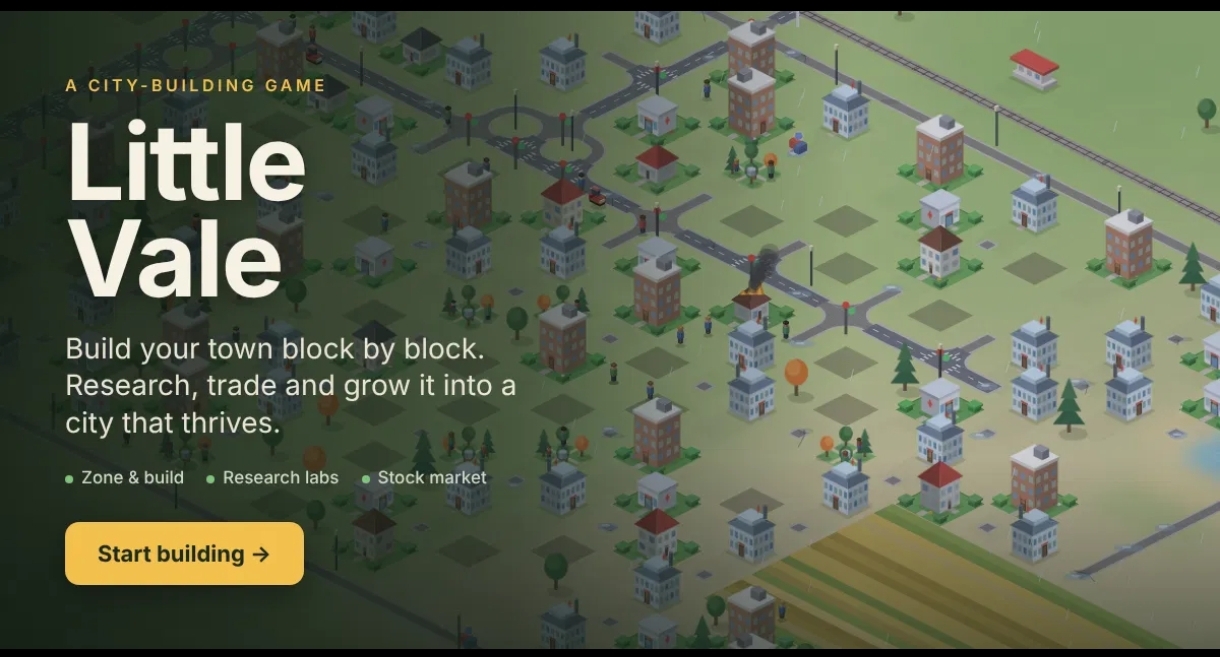 A CITY-BUILDING GAME
Little
Vale
Build your town block by block.
Research, trade and grow it into a
city that thrives.
Zone & build Research labs Stock market
Start building →